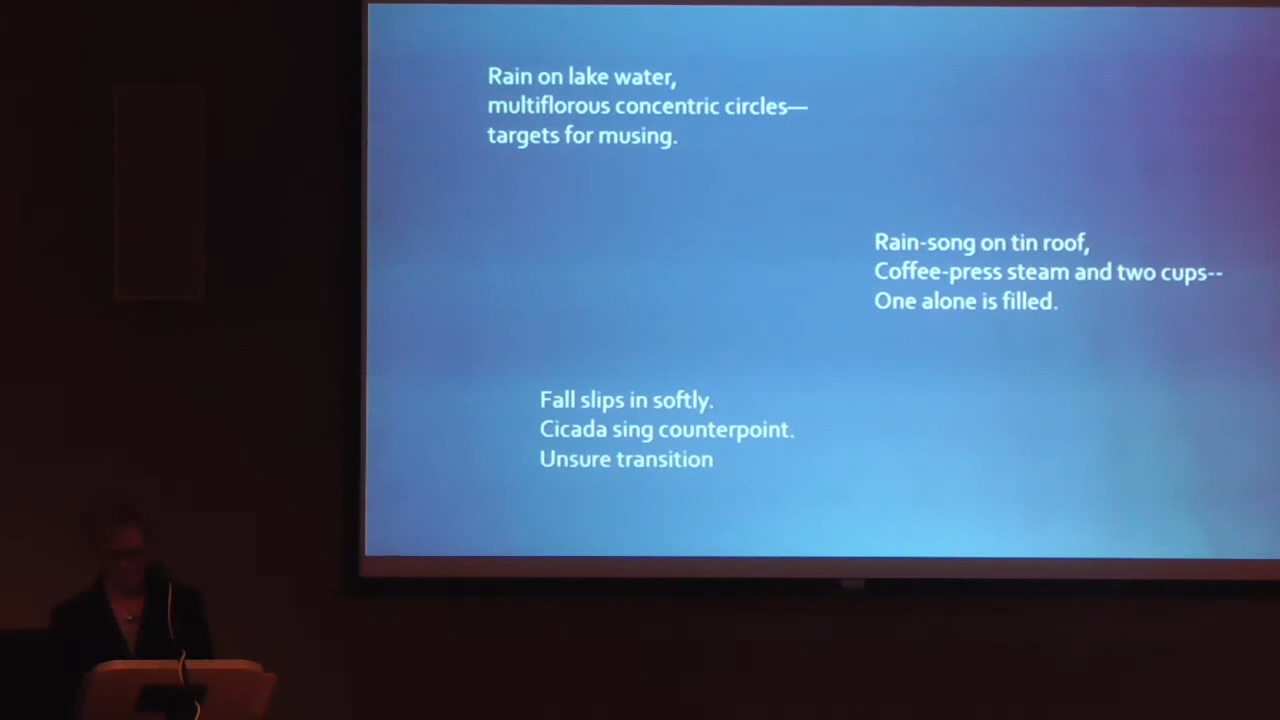 Rain on lake water,
multiflorous concentric circles—
targets for musing.
Rain-song on tin roof,
Coffee-press steam and two cups--
One alone is filled.
Fall slips in softly.
Cicada sing counterpoint.
Unsure transition